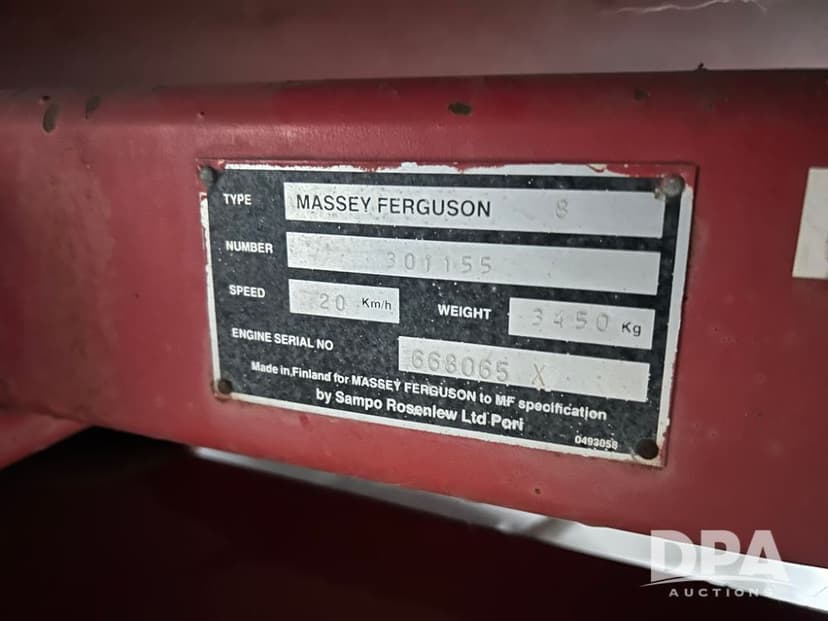 TYPE MASSEY FERGUSON 8
NUMBER 301155
SPEED 20 Km/h WEIGHT 3450 Kg
ENGINE SERIAL NO 668065 X
Made in,Finland for MASSEY FERGUSON to MF specification
by Sampo Rosenlew Ltd Pori
0493058
DPA
AUCTIONS